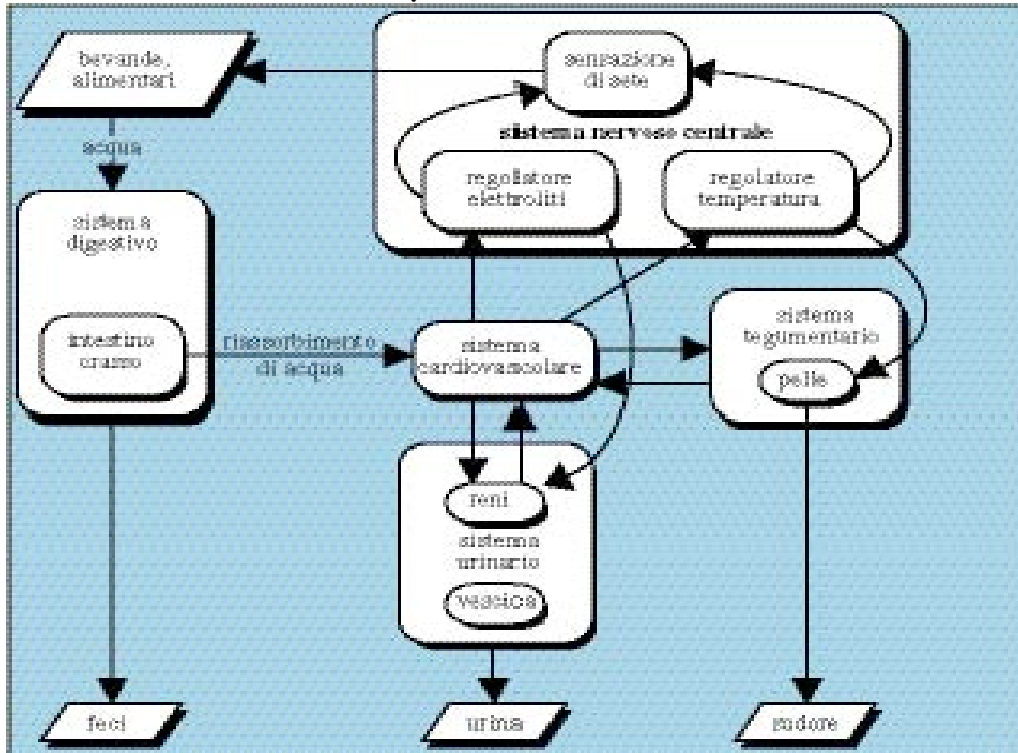 bevande,
alimentari
sensazione
di sete
sistema nervoso centrale
acqua
regolatore
elettroliti
regolatore
temperatura
sistema
digestivo
intestino
crasso
riassorbimento
di acqua
sistema
cardiovascolare
sistema
tegumentario
pelle
reni
sistema
urinario
vescica
feci
urina
sudore